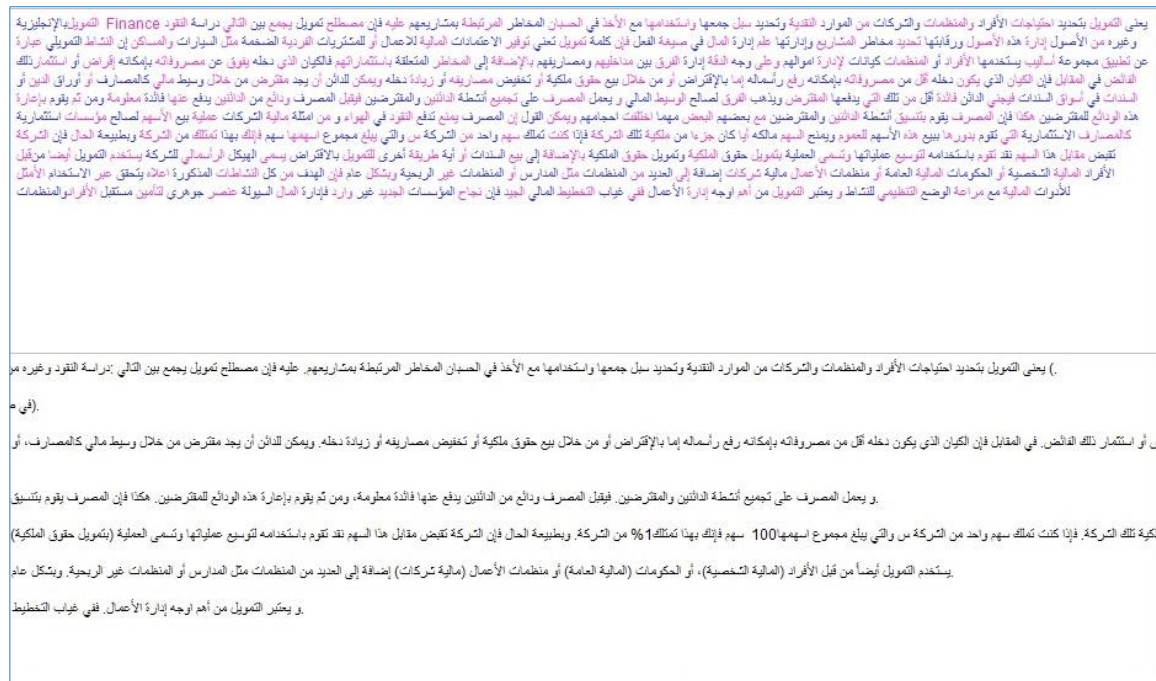 يعنى التمويل بتحديد احتياجات الأفراد والمنظمات والشركات من الموارد النقدية وتحديد سبل جمعها واستخدامها مع الأخذ في الحسبان المخاطر المرتبطة بمشاريعهم عليه فإن مصطلح تمويل يجمع بين التالي دراسة النقود Finance التمويل بالإنجليزية
وغيره من الأصول إدارة هذه الأصول ورقابتها تحديد مخاطر المشاريع وإدارتها علم إدارة المال في صيغة الفعل فإن كلمة تمويل تعني توفير الاعتمادات المالية للاعمال أو للمشتريات الفردية الضخمة مثل السيارات والمساكن إن النشاط التمويلي عبارة
عن تطبيق مجموعة أساليب يستخدمها الأفراد أو المنظمات كيانات لإدارة اموالهم وعلى وجه الدقة إدارة الفرق بين مداخليهم ومصاريفهم بالإضافة إلى المخاطر المتعلقة باستثماراتهم فالكيان الذي دخله يفوق عن مصروفاته بإمكانه إقراض أو استثمار ذلك
الفائض في المقابل فإن الكيان الذي يكون دخله أقل من مصروفاته بإمكانه رفع رأسماله إما بالإقتراض أو من خلال بيع حقوق ملكية أو تخفيض مصاريفه أو زيادة دخله ويمكن للدائن أن يجد مقترض من خلال وسيط مالي كالمصارف أو أوراق الدين أو
السندات في أسواق السندات فيجني الدائن فائدة أقل من تلك التي يدفعها المقترض ويذهب الفرق لصالح الوسيط المالي و يعمل المصرف على تجميع أنشطة الدائنين والمقترضين فيقبل المصرف ودائع من الدائنين يدفع عنها فائدة معلومة ومن ثم يقوم بإعارة
هذه الودائع للمقترضين هكذا فإن المصرف يقوم بتنسيق أنشطة الدائنين والمقترضين مع بعضهم البعض مهما اختلفت احجامهم ويمكن القول إن المصرف يمنع تدفع النقود في الهواء و من امثلة مالية الشركات عملية بيع الأسهم لصالح مؤسسات استثمارية
كالمصارف الاستثمارية التي تقوم بدورها ببيع هذه الأسهم للعموم ويمنح السهم مالكه أيا كان جزءا من ملكية تلك الشركة فإذا كنت تملك سهم واحد من الشركة س والتي يبلغ مجموع اسهمها سهم فإنك بهذا تمتلك من الشركة وبطبيعة الحال فإن الشركة
تقبض مقابل هذا السهم نقد تقوم باستخدامه لتوسيع عملياتها وتسمى العملية بتمويل حقوق الملكية وتمويل حقوق الملكية بالإضافة إلى بيع السندات أو أية طريقة أخرى للتمويل بالاقتراض يسمى الهيكل الرأسمالي للشركة يستخدم التمويل أيضا من قبل
الأفراد المالية الشخصية أو الحكومات المالية العامة أو منظمات الأعمال مالية شركات إضافة إلى العديد من المنظمات مثل المدارس أو المنظمات غير الربحية وبشكل عام فإن الهدف من كل النشاطات المذكورة اعلاه يتحقق عبر الاستخدام الأمثل
للأدوات المالية مع مراعة الوضع التنظيمي للنشاط و يعتبر التمويل من أهم اوجه إدارة الأعمال ففي غياب التخطيط المالي الجيد فإن نجاح المؤسسات الجديد غير وارد فإدارة المال السيولة عنصر جوهري لتأمين مستقبل الأفراد والمنظمات
.) يعنى التمويل بتحديد احتياجات الأفراد والمنظمات والشركات من الموارد النقدية وتحديد سبل جمعها واستخدامها مع الأخذ في الحسبان المخاطر المرتبطة بمشاريعهم. عليه فإن مصطلح تمويل يجمع بين التالي :دراسة النقود وغيره من
.(في
أو استثمار ذلك الفائض. في المقابل فإن الكيان الذي يكون دخله أقل من مصروفاته بإمكانه رفع رأسماله إما بالإقتراض أو من خلال بيع حقوق ملكية أو تخفيض مصاريفه أو زيادة دخله. ويمكن للدائن أن يجد مقترض من خلال وسيط مالي كالمصارف، أو
.و يعمل المصرف على تجميع أنشطة الدائنين والمقترضين. فيقبل المصرف ودائع من الدائنين يدفع عنها فائدة معلومة، ومن ثم يقوم بإعارة هذه الودائع للمقترضين. هكذا فإن المصرف يقوم بتنسيق
ملكية تلك الشركة. فإذا كنت تملك سهم واحد من الشركة س والتي يبلغ مجموع اسهمها100 سهم فإنك بهذا تمتلك1% من الشركة. وبطبيعة الحال فإن الشركة تقبض مقابل هذا السهم نقد تقوم باستخدامه لتوسيع عملياتها وتسمى العملية (بتمويل حقوق الملكية)
.يستخدم التمويل أيضاً من قبل الأفراد (المالية الشخصية)، أو الحكومات (المالية العامة) أو منظمات الأعمال (مالية شركات) إضافة إلى العديد من المنظمات مثل المدارس أو المنظمات غير الربحية. وبشكل عام
.و يعتبر التمويل من أهم اوجه إدارة الأعمال. ففي غياب التخطيط